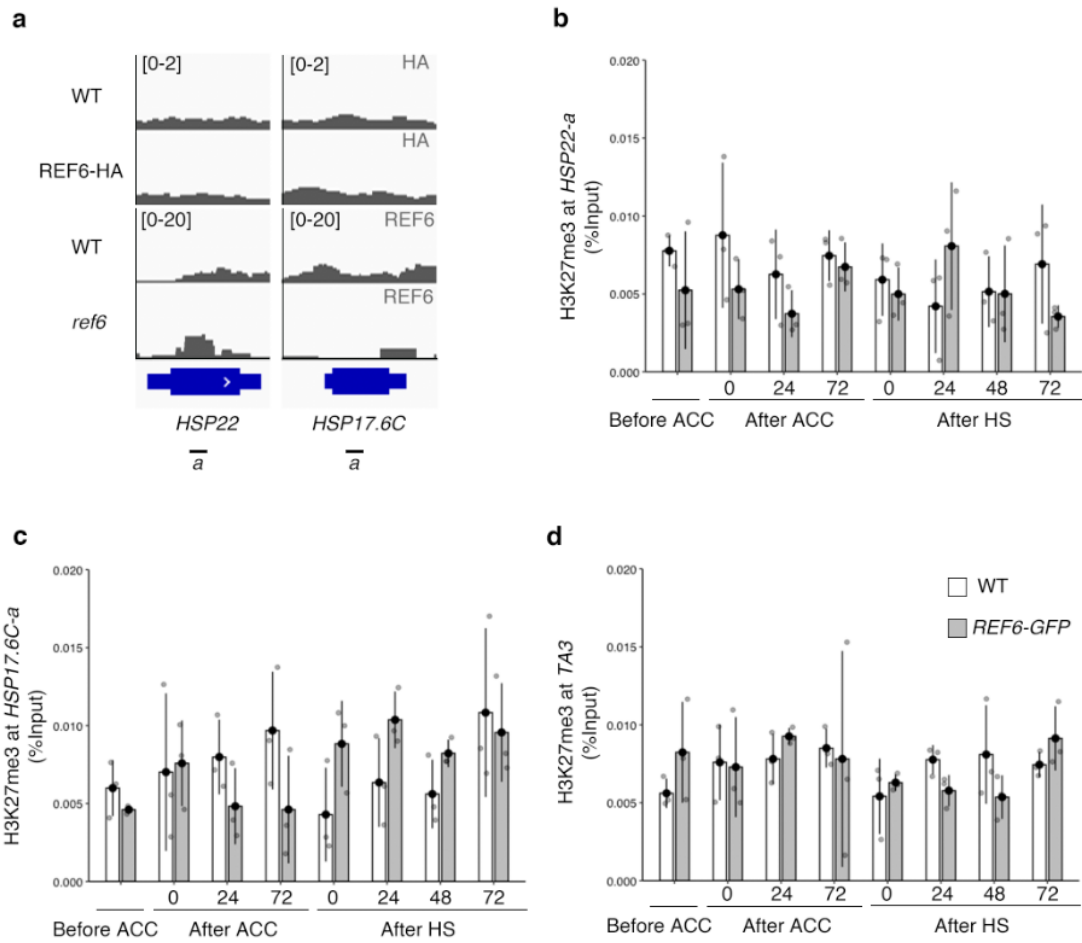 a
[0-2] [0-2] HA
WT
HA
REF6-HA
[0-20] [0-20] REF6
WT
REF6
ref6
HSP22 HSP17.6C
a a
b
H3K27me3 at HSP22-a
(%Input)
0.020
0.015
0.010
0.005
0.000
0 24 72 0 24 48 72
Before ACC After ACC After HS
c
H3K27me3 at HSP17.6C-a
(%Input)
0.020
0.015
0.010
0.005
0.000
0 24 72 0 24 48 72
Before ACC After ACC After HS
d
H3K27me3 at TA3
(%Input)
0.020
0.015
0.010
0.005
0.000
WT
REF6-GFP
0 24 72 0 24 48 72
Before ACC After ACC After HS